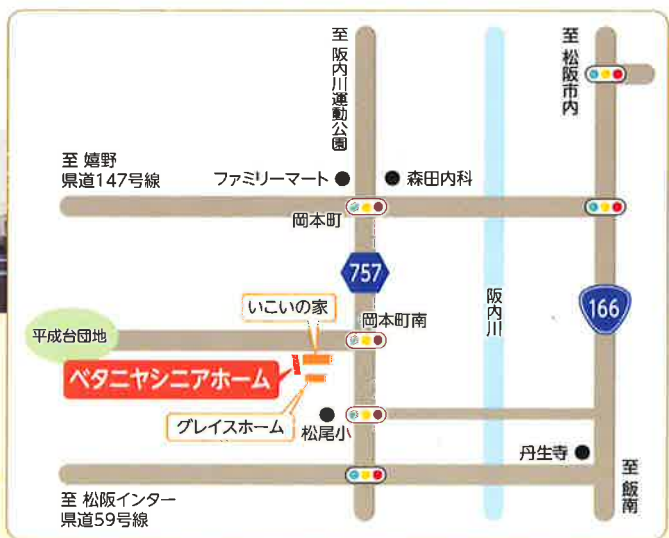 至 阪内川運動公園
至 松阪市内
至 嬉野
県道147号線
ファミリーマート
森田内科
岡本町
757
いこいの家
岡本町南
阪内川
166
平成台団地
ベタニヤシニアホーム
グレイスホーム
松尾小
丹生寺
至 松阪インター
県道59号線
至 飯南